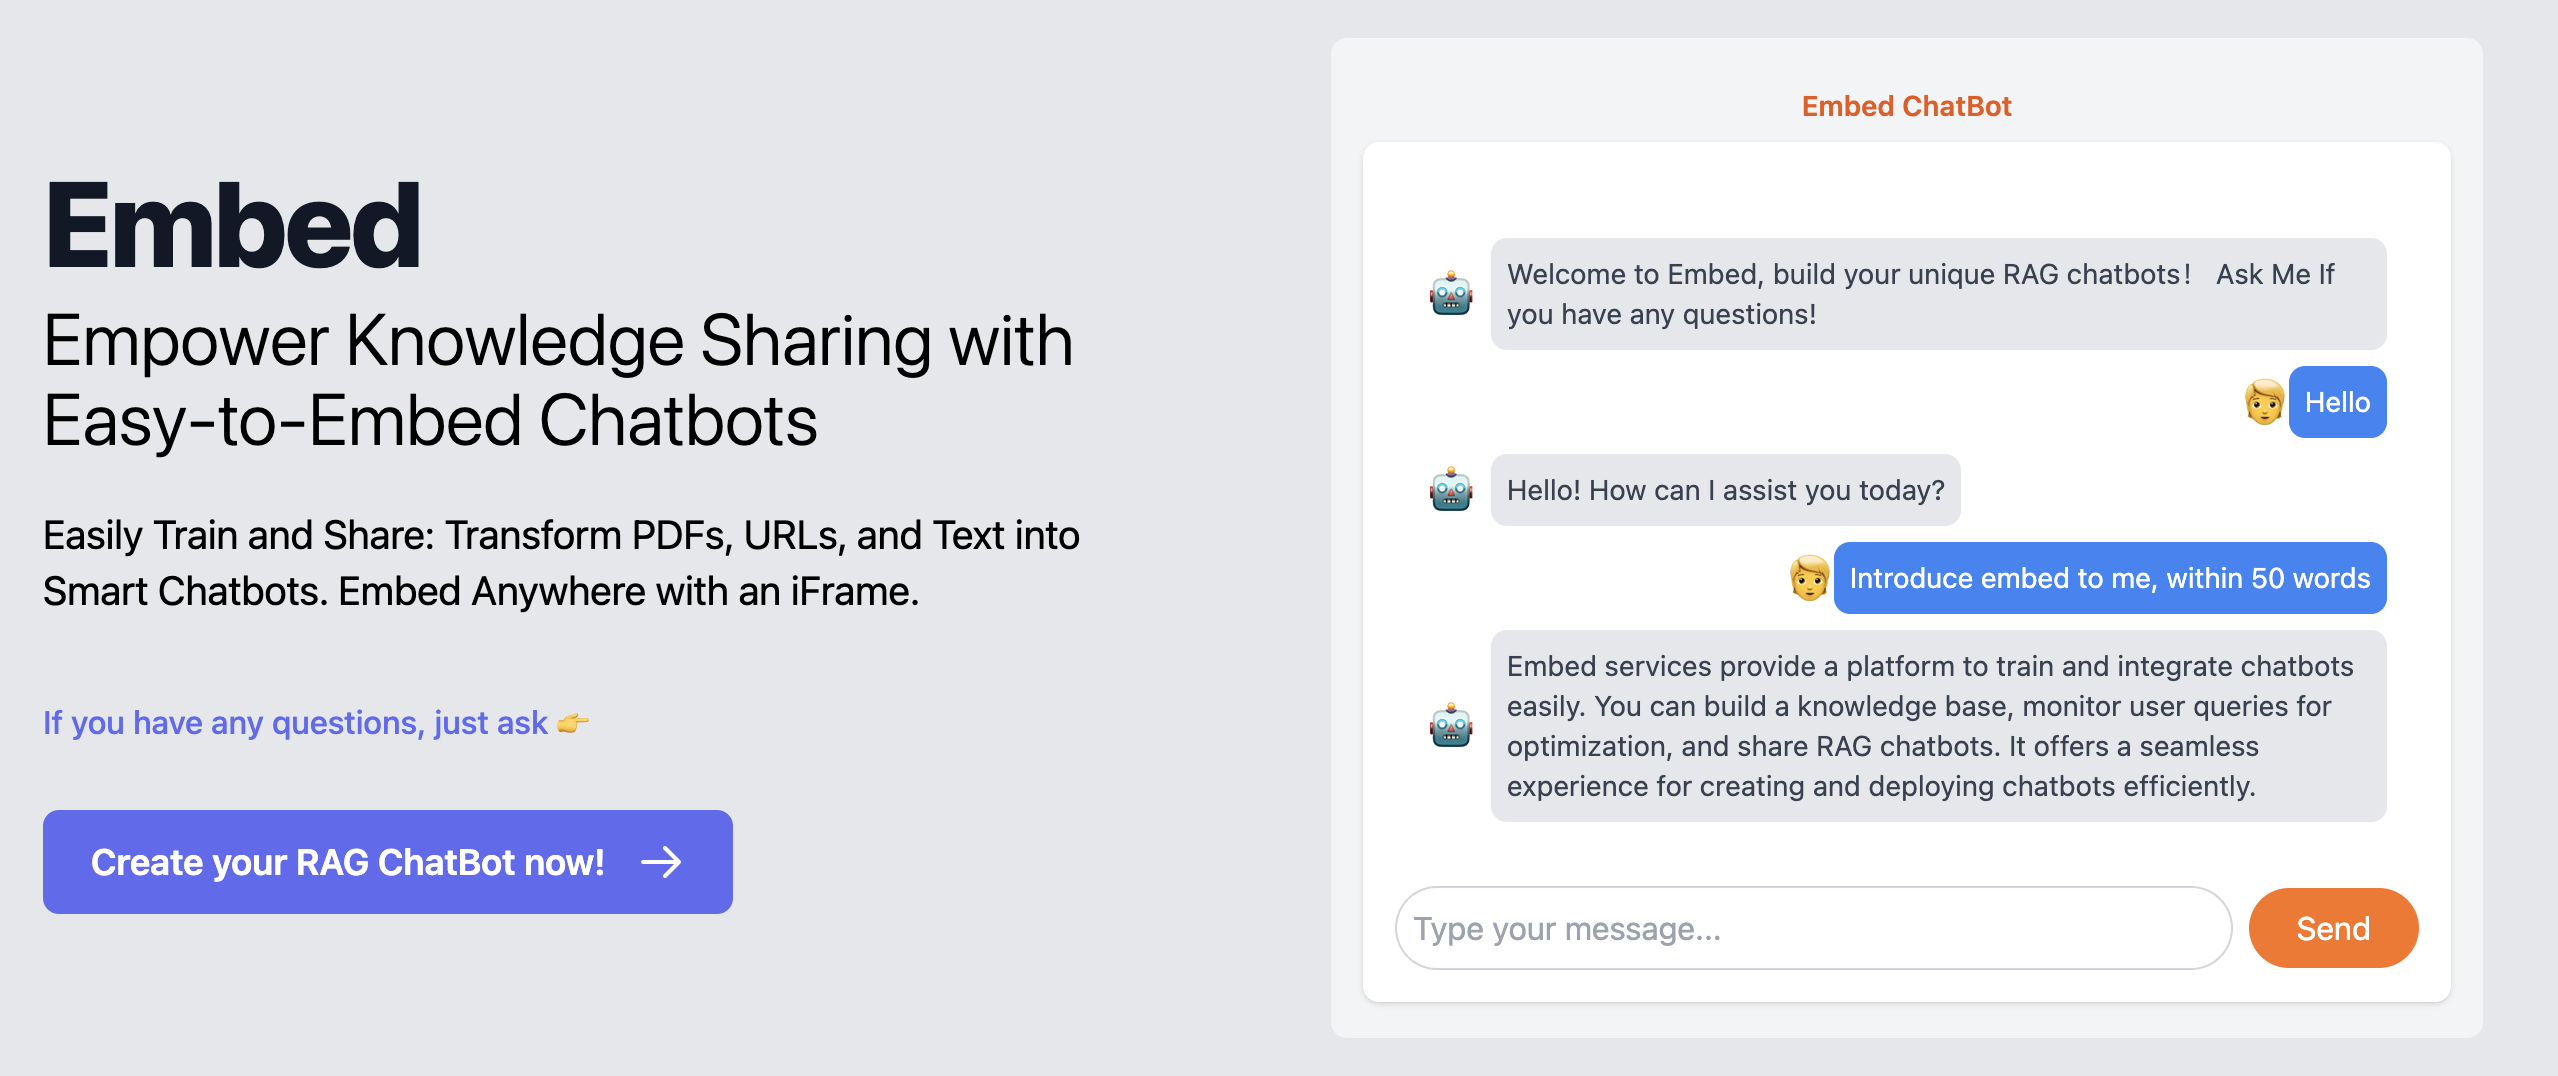 Embed
Empower Knowledge Sharing with
Easy-to-Embed Chatbots
Easily Train and Share: Transform PDFs, URLs, and Text into
Smart Chatbots. Embed Anywhere with an iFrame.
If you have any questions, just ask 👉
Create your RAG ChatBot now! →
Embed ChatBot
Welcome to Embed, build your unique RAG chatbots！ Ask Me If
you have any questions!
Hello
Hello! How can I assist you today?
Introduce embed to me, within 50 words
Embed services provide a platform to train and integrate chatbots
easily. You can build a knowledge base, monitor user queries for
optimization, and share RAG chatbots. It offers a seamless
experience for creating and deploying chatbots efficiently.
Type your message...
Send